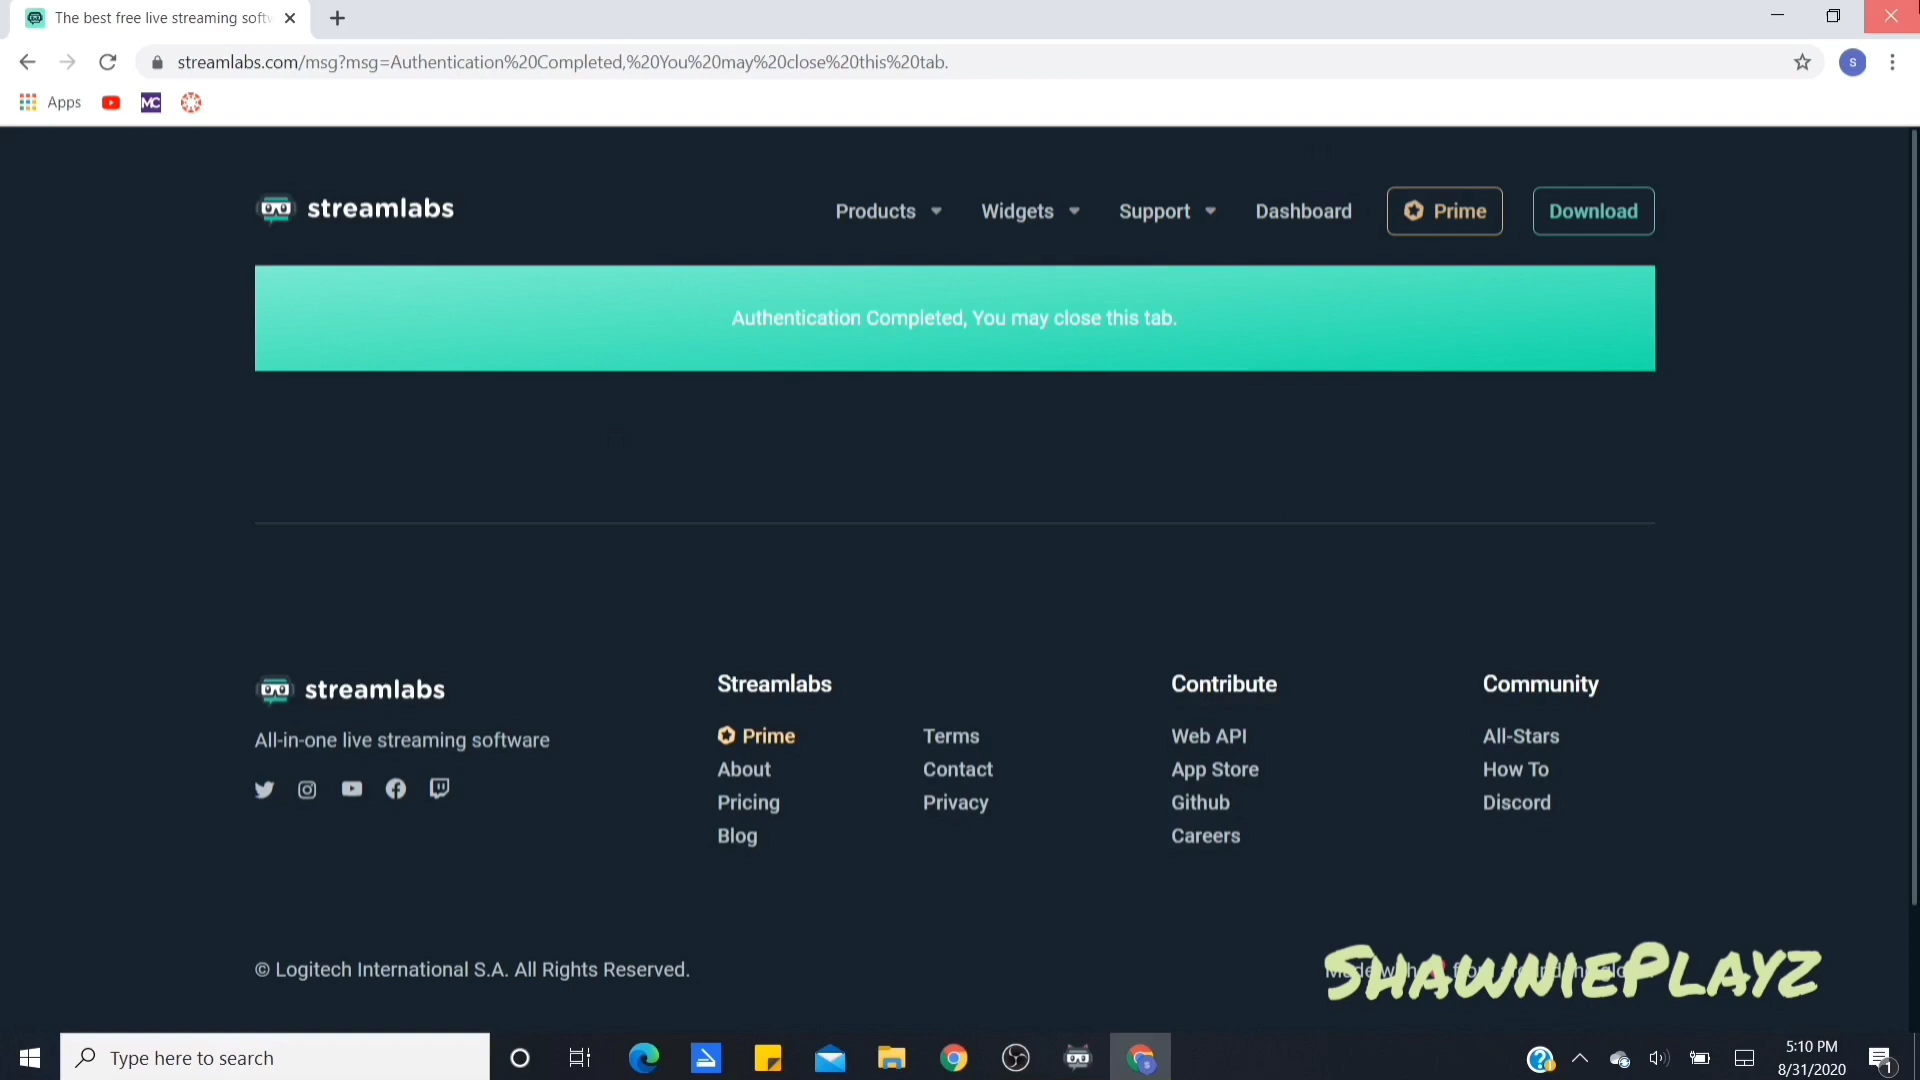 The best free live streaming softw
streamlabs.com/msg?msg=Authentication%20Completed,%20You%20may%20close%20this%20tab.
S
Apps
MC
streamlabs
Products
Widgets
Support
Dashboard
Prime
Download
Authentication Completed, You may close this tab.
streamlabs
All-in-one live streaming software
Streamlabs
Prime
About
Pricing
Blog
Terms
Contact
Privacy
Contribute
Web API
App Store
Github
Careers
Community
All-Stars
How To
Discord
© Logitech International S.A. All Rights Reserved.
ShawniePlayz
Type here to search
5:10 PM
8/31/2020
1